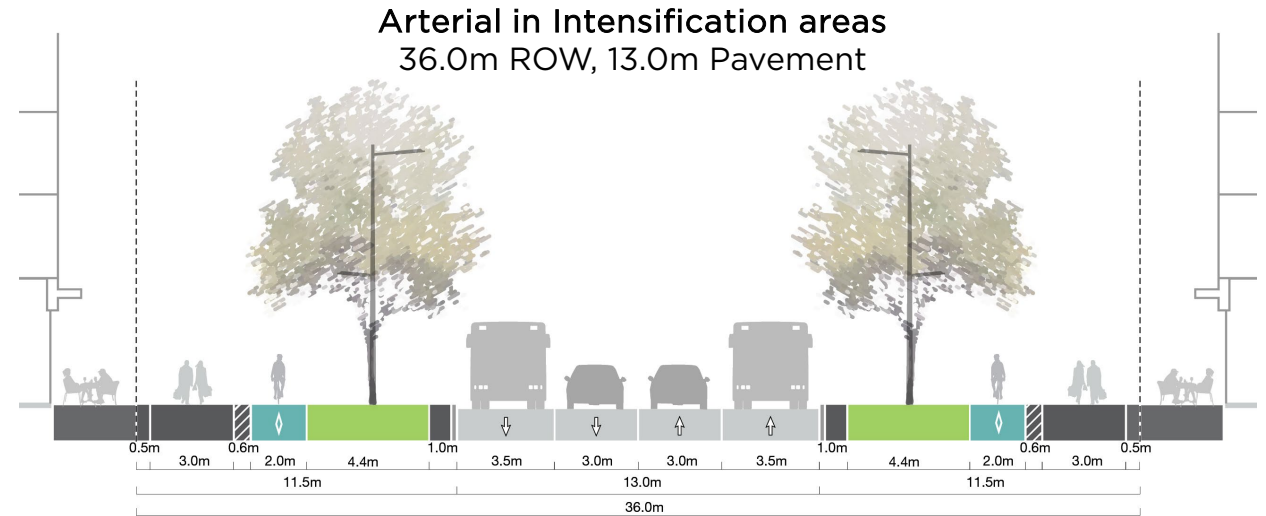 Arterial in Intensification areas
36.0m ROW, 13.0m Pavement
0.5m 0.6m 1.0m 1.0m 0.6m 0.5m
3.0m 2.0m 4.4m 3.5m 3.0m 3.0m 3.5m 4.4m 2.0m 3.0m
11.5m 13.0m 11.5m
36.0m